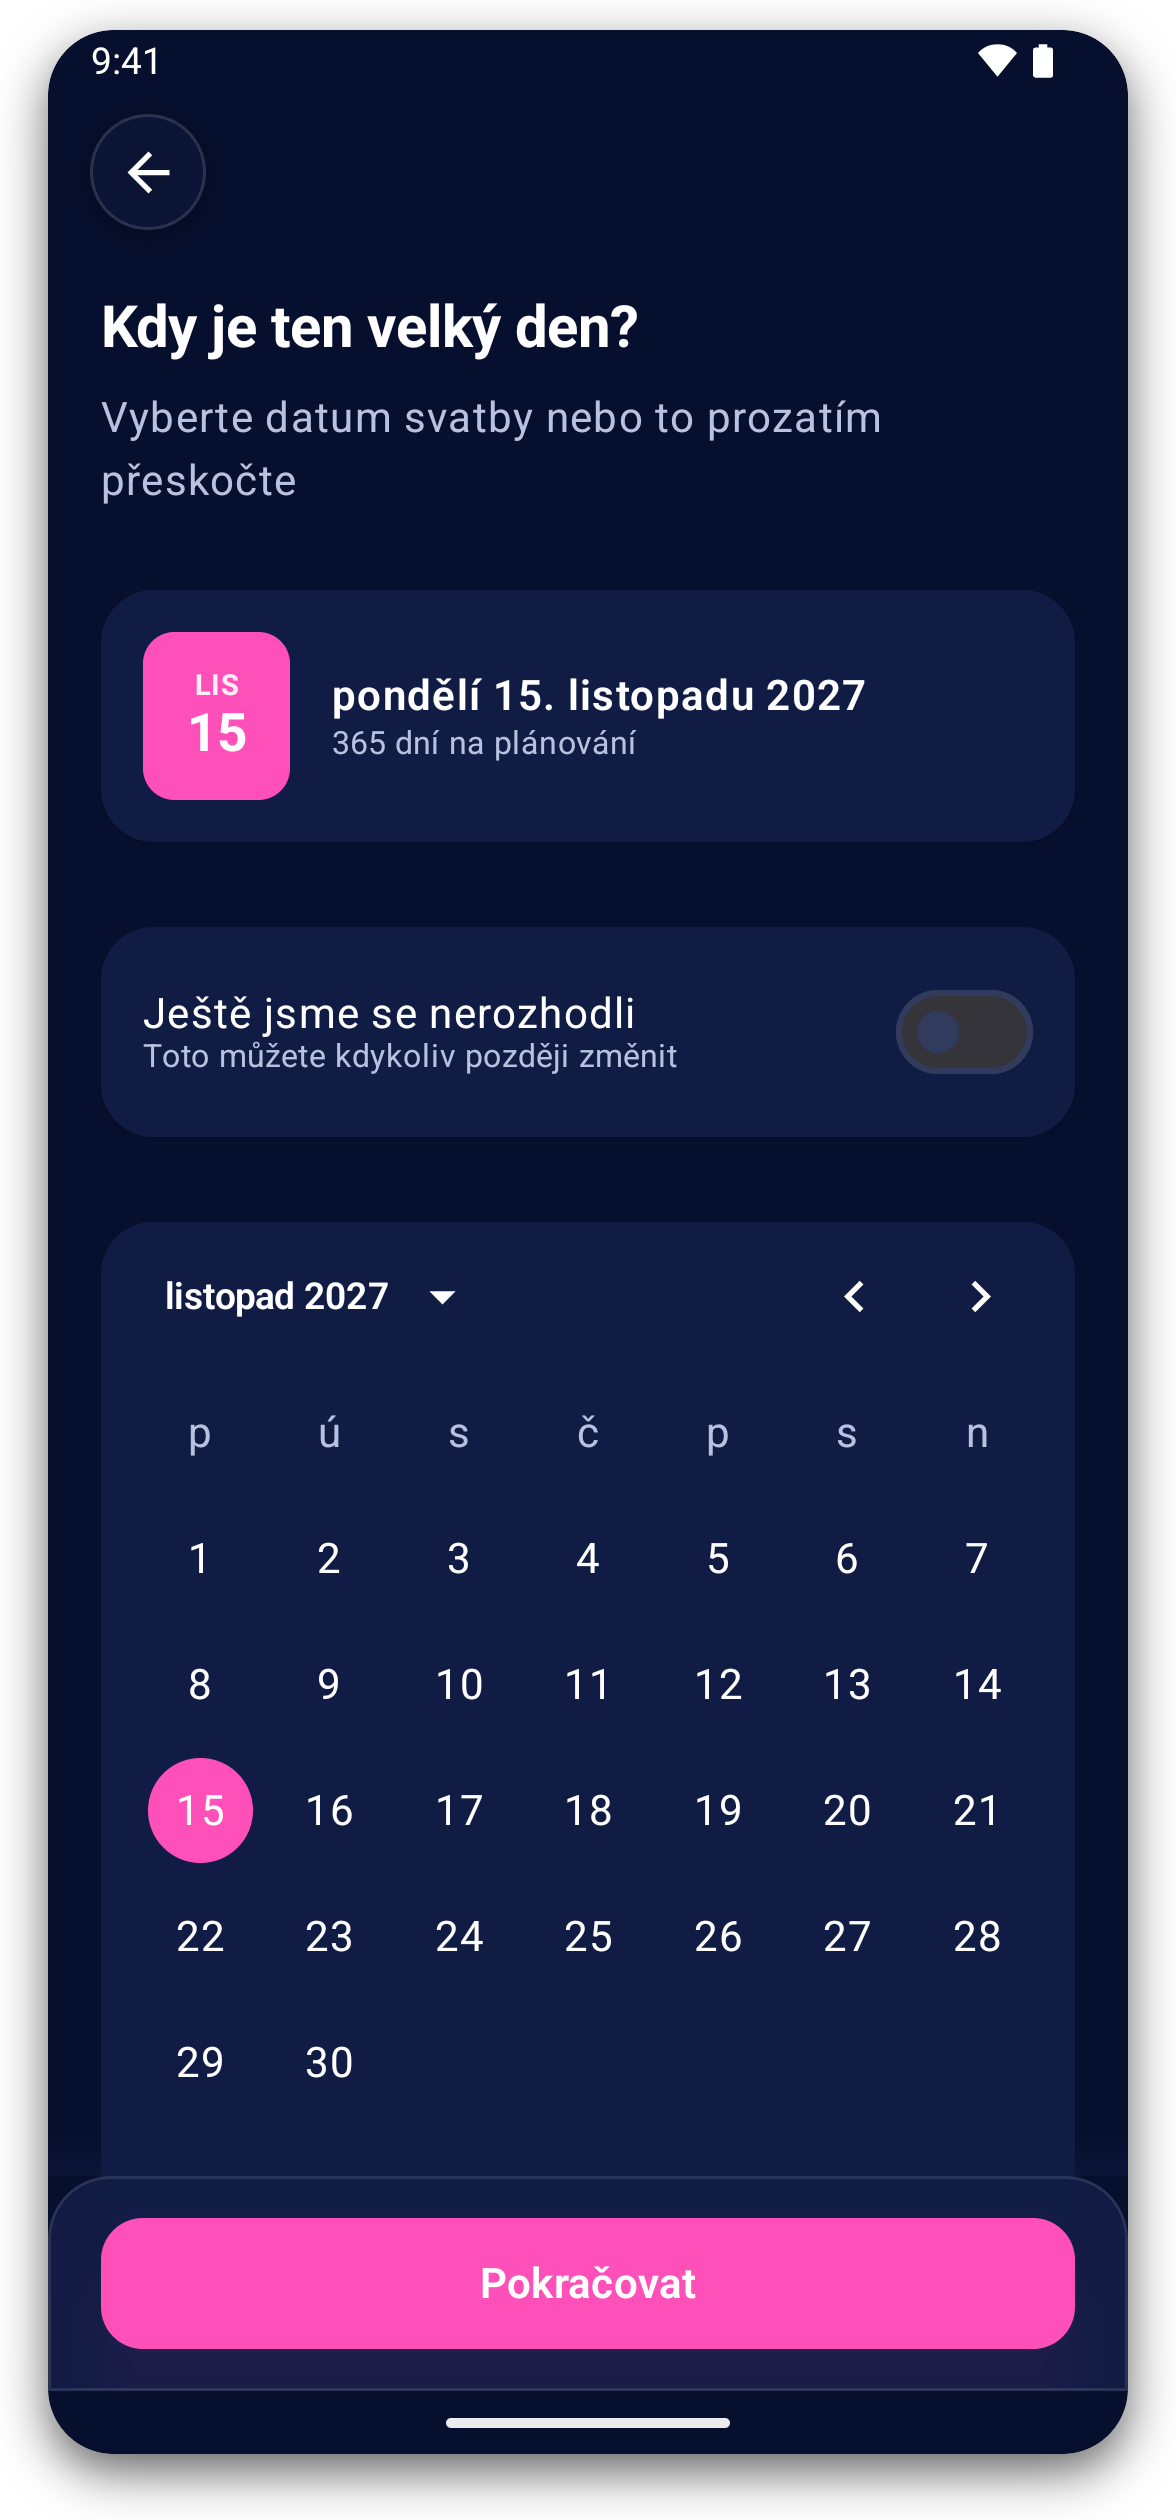 9:41
Kdy je ten velký den?
Vyberte datum svatby nebo to prozatím
přeskočte
LIS
15
pondělí 15. listopadu 2027
365 dní na plánování
Ještě jsme se nerozhodli
Toto můžete kdykoliv později změnit
listopad 2027
p ú s č p s n
1 2 3 4 5 6 7
8 9 10 11 12 13 14
15 16 17 18 19 20 21
22 23 24 25 26 27 28
29 30
Pokračovat